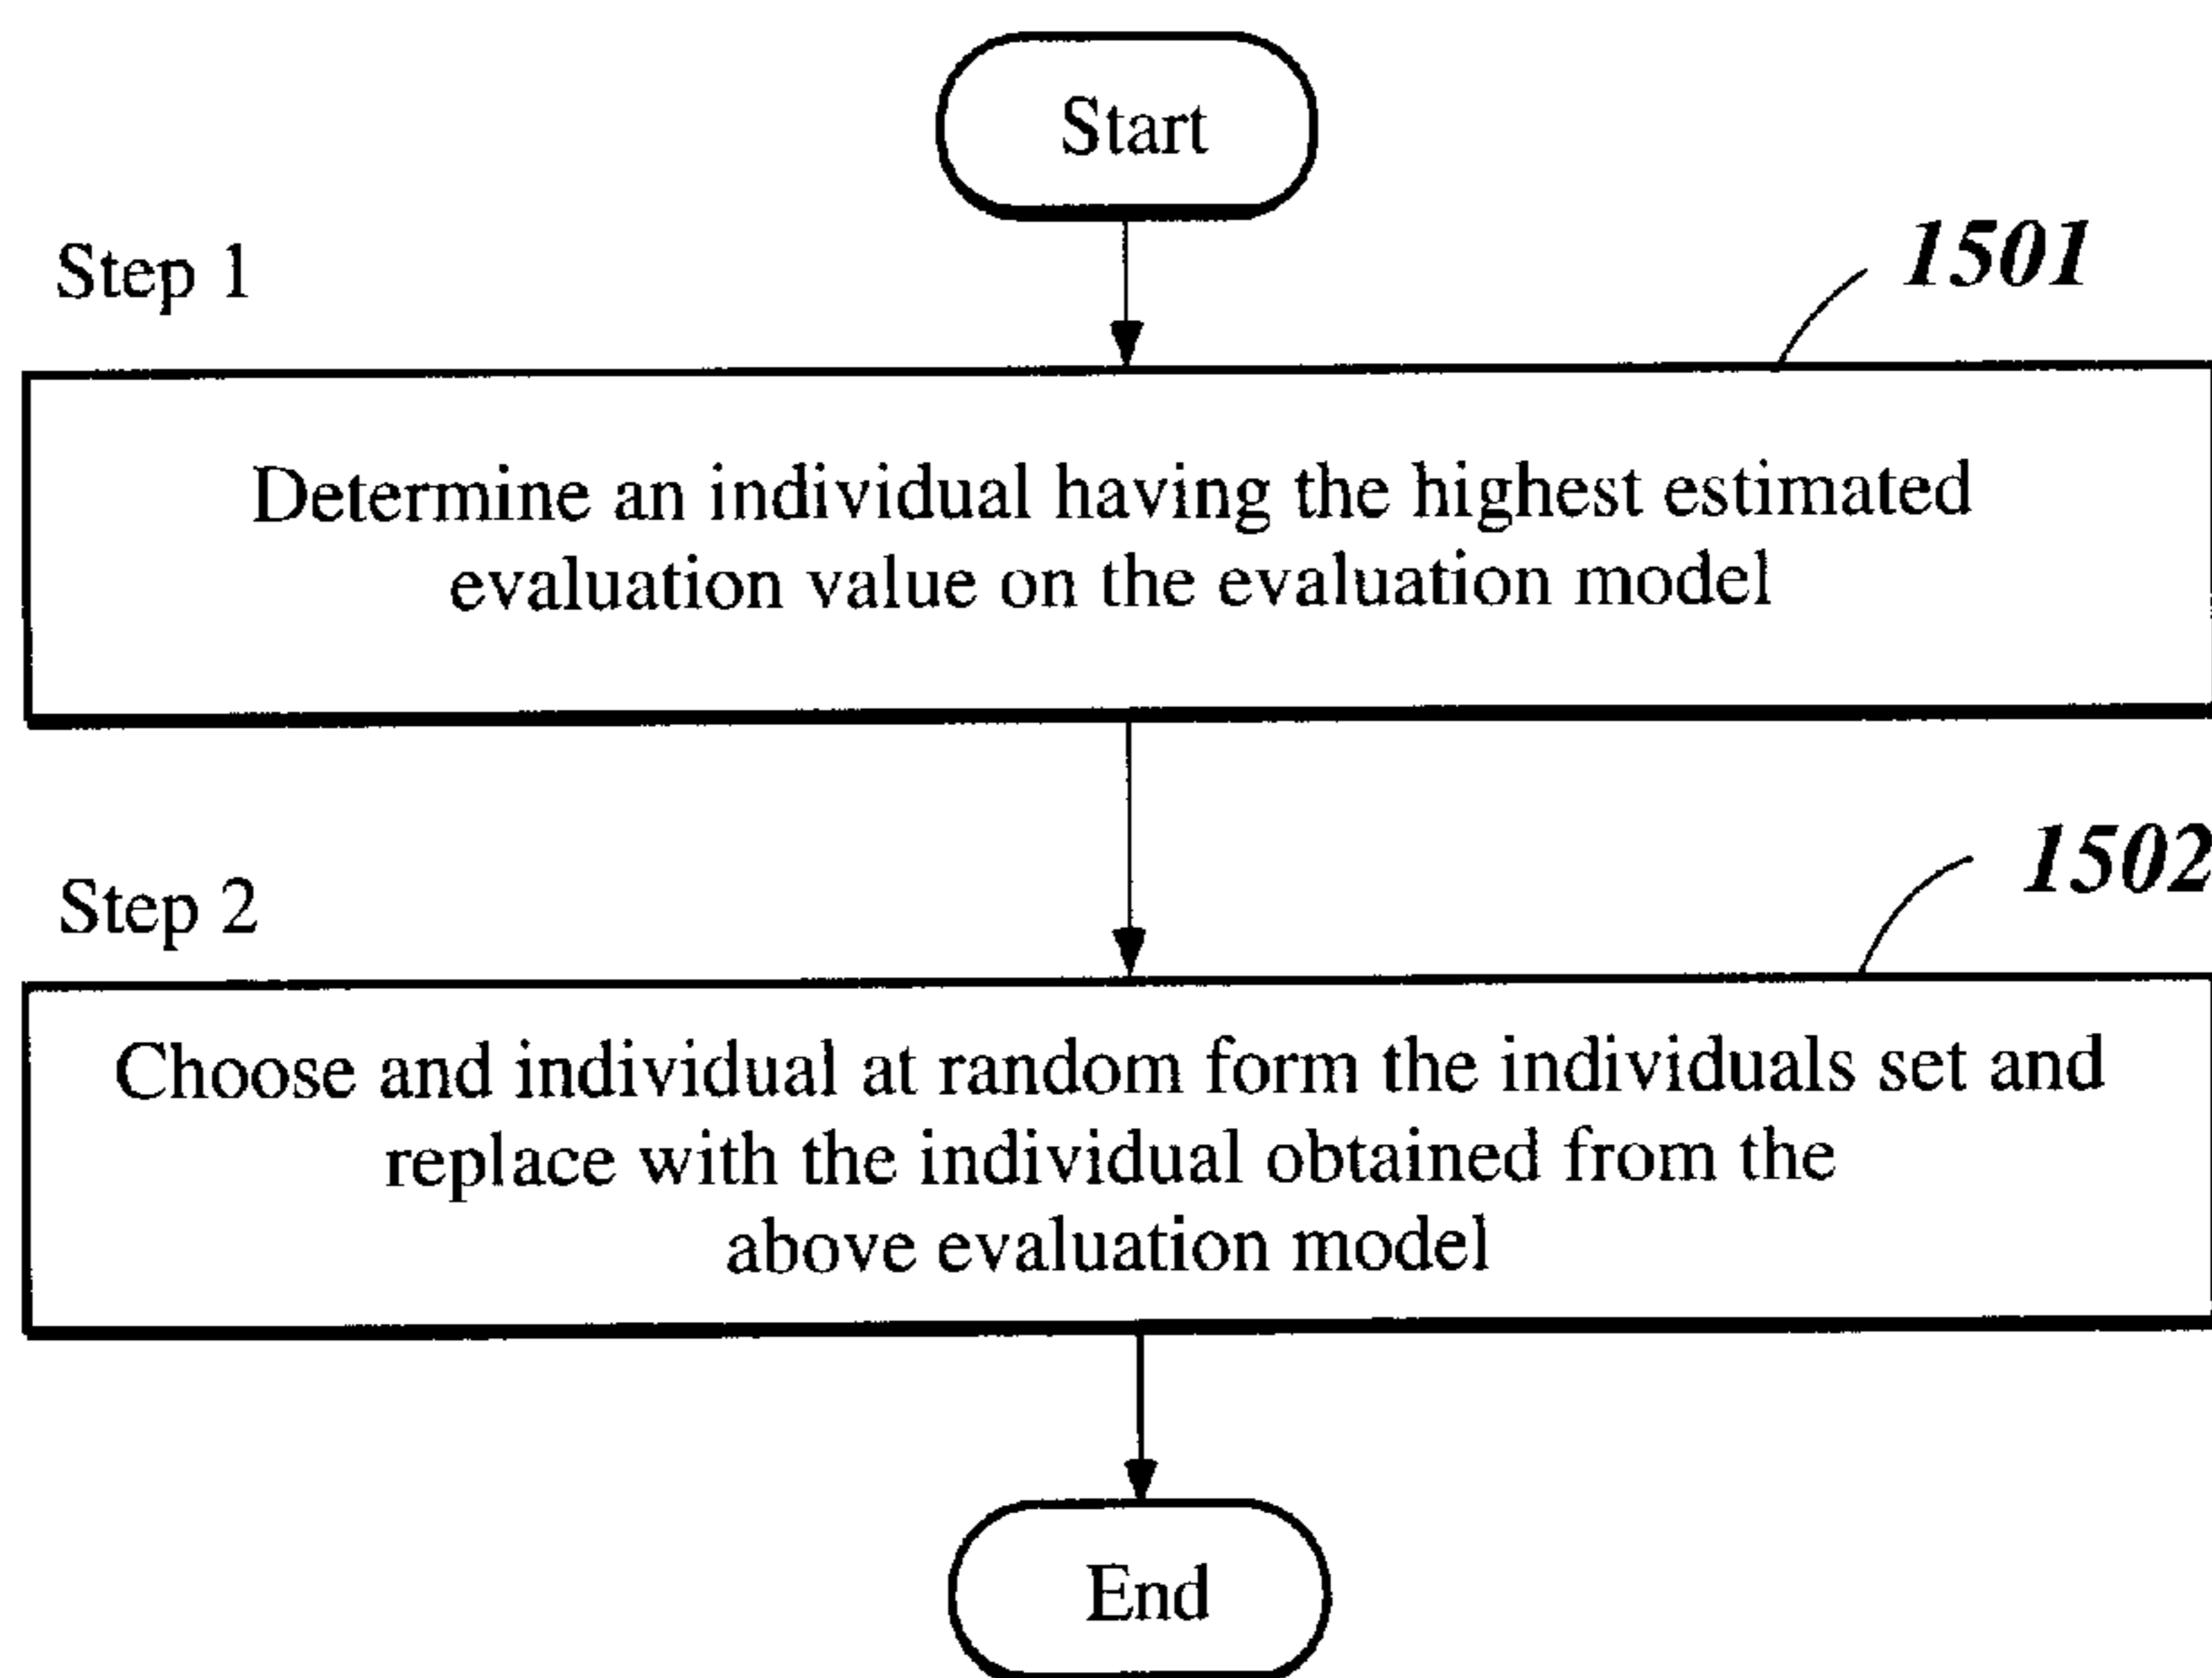 Start
Step 1
1501
Determine an individual having the highest estimated
evaluation value on the evaluation model
Step 2
1502
Choose and individual at random form the individuals set and
replace with the individual obtained from the
above evaluation model
End